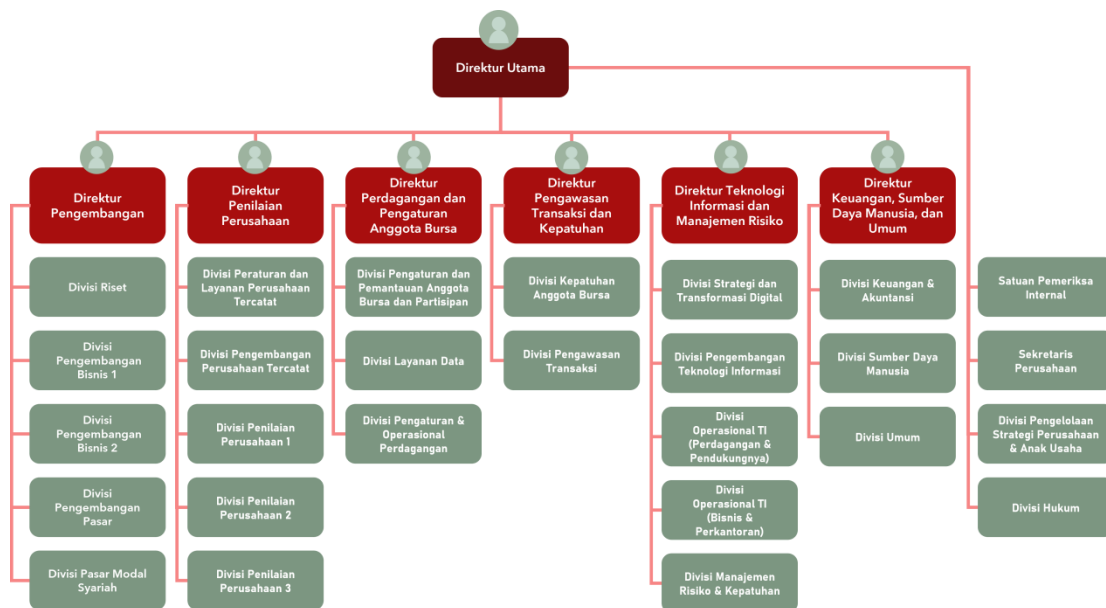 Direktur Utama
Direktur
Pengembangan
Direktur
Penilaian
Perusahaan
Direktur
Perdagangan dan
Pengaturan
Anggota Bursa
Direktur
Pengawasan
Transaksi dan
Kepatuhan
Direktur Teknologi
Informasi dan
Manajemen Risiko
Direktur
Keuangan, Sumber
Daya Manusia, dan
Umum
Divisi Riset
Divisi
Pengembangan
Bisnis 1
Divisi
Pengembangan
Bisnis 2
Divisi
Pengembangan
Pasar
Divisi Pasar Modal
Syariah
Divisi Peraturan dan
Layanan Perusahaan
Tercatat
Divisi Pengembangan
Perusahaan Tercatat
Divisi Penilaian
Perusahaan 1
Divisi Penilaian
Perusahaan 2
Divisi Penilaian
Perusahaan 3
Divisi Pengaturan dan
Pemantauan Anggota
Bursa dan Partisipan
Divisi Layanan Data
Divisi Pengaturan &
Operasional
Perdagangan
Divisi Kepatuhan
Anggota Bursa
Divisi Pengawasan
Transaksi
Divisi Strategi dan
Transformasi Digital
Divisi Pengembangan
Teknologi Informasi
Divisi
Operasional TI
(Perdagangan &
Pendukungnya)
Divisi
Operasional TI
(Bisnis &
Perkantoran)
Divisi Manajemen
Risiko & Kepatuhan
Divisi Keuangan &
Akuntansi
Divisi Sumber Daya
Manusia
Divisi Umum
Satuan Pemeriksa
Internal
Sekretaris
Perusahaan
Divisi Pengelolaan
Strategi Perusahaan
& Anak Usaha
Divisi Hukum